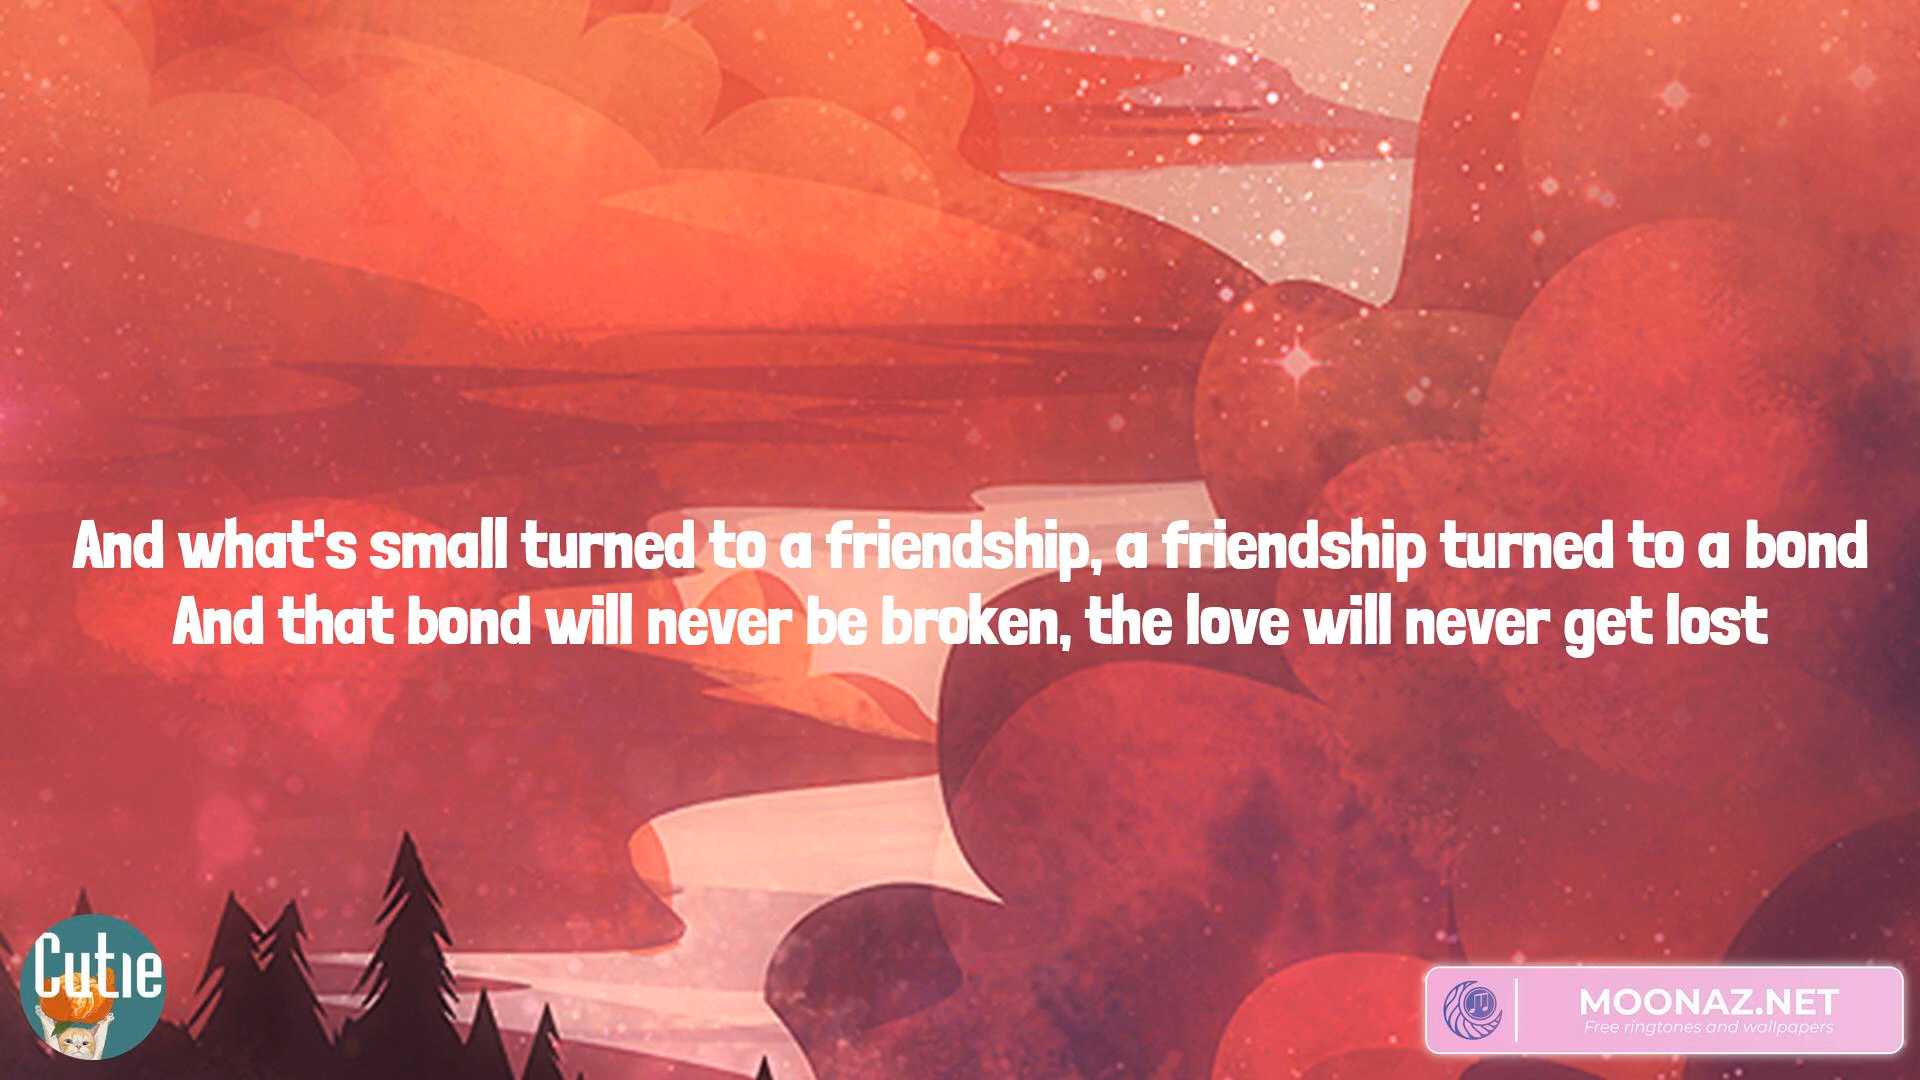 And what's small turned to a friendship, a friendship turned to a bond
And that bond will never be broken, the love will never get lost
Cutie
MOONAZ.NET
Free ringtones and wallpapers